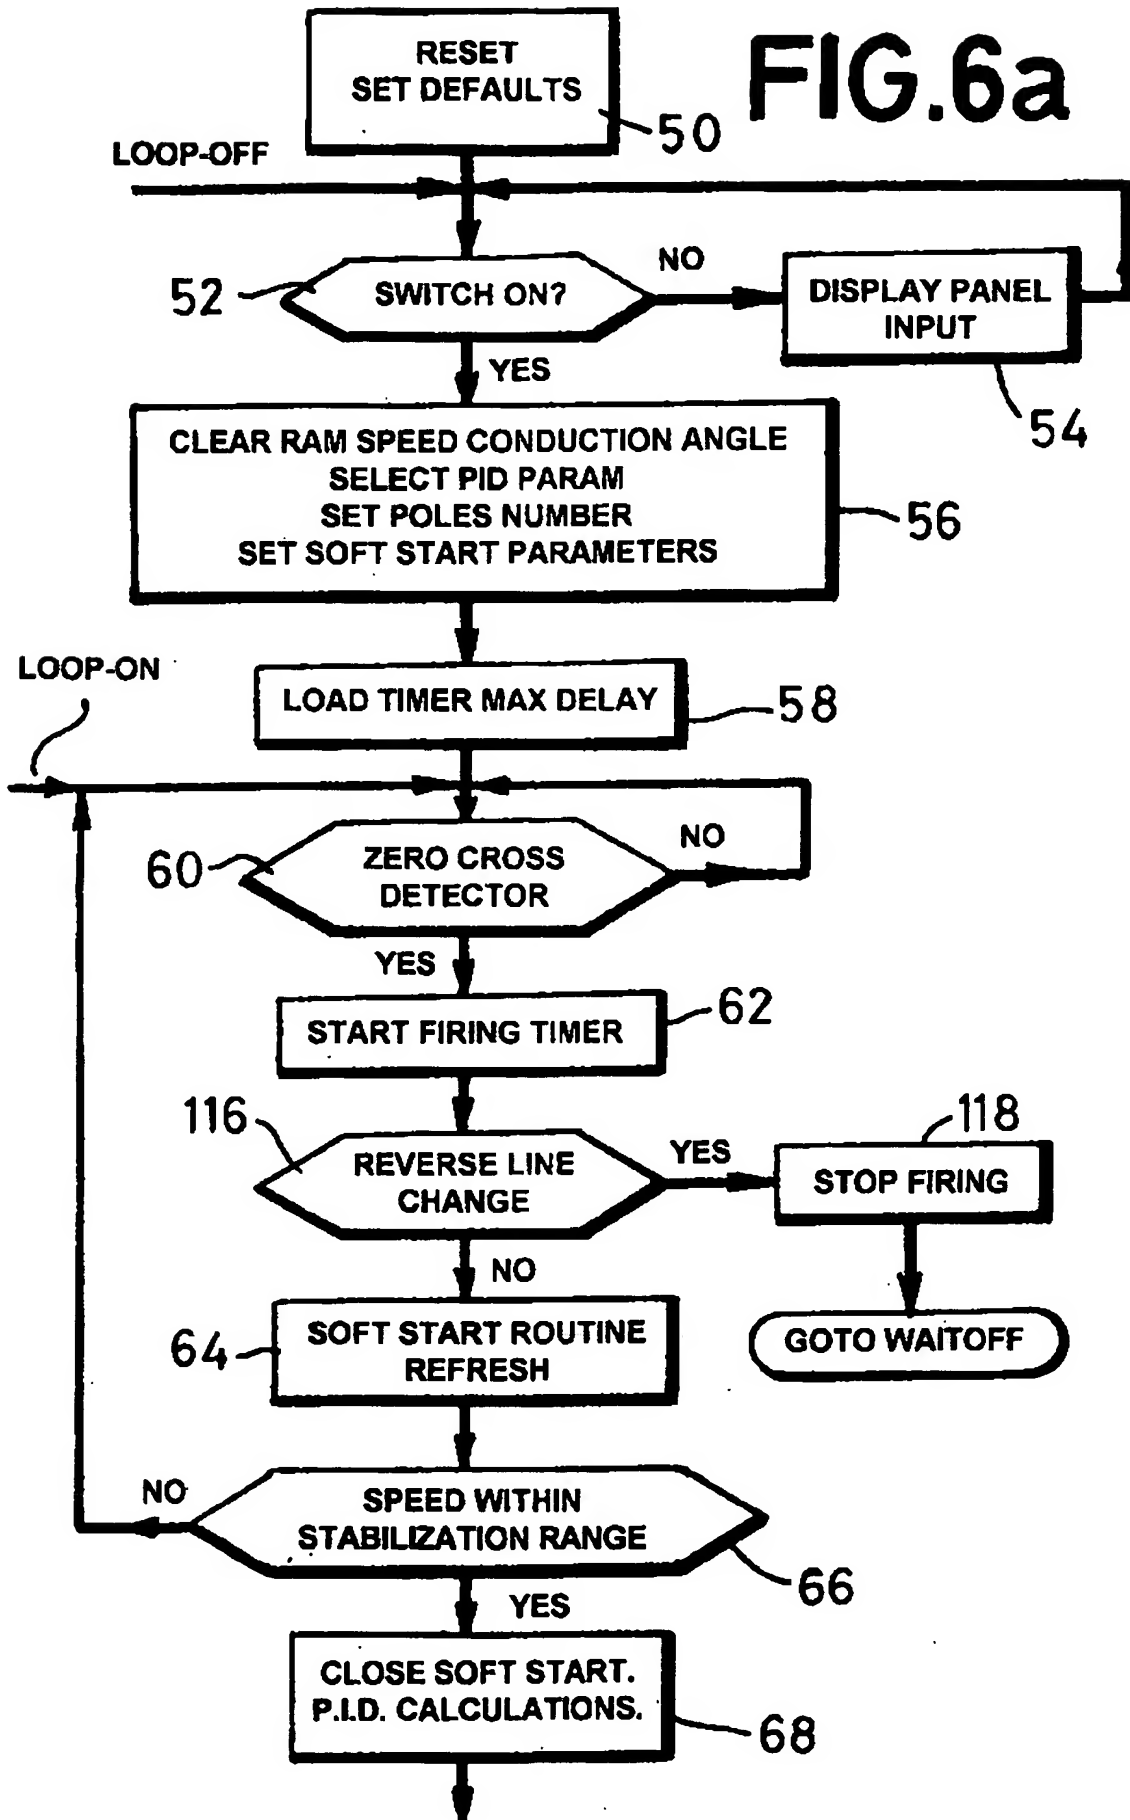 FIG.6a
RESET
SET DEFAULTS
50
LOOP-OFF
52
SWITCH ON?
NO
DISPLAY PANEL
INPUT
54
YES
CLEAR RAM SPEED CONDUCTION ANGLE
SELECT PID PARAM
SET POLES NUMBER
SET SOFT START PARAMETERS
56
LOOP-ON
LOAD TIMER MAX DELAY
58
60
ZERO CROSS
DETECTOR
NO
YES
START FIRING TIMER
62
116
REVERSE LINE
CHANGE
YES
118
STOP FIRING
NO
GOTO WAITOFF
64
SOFT START ROUTINE
REFRESH
NO
SPEED WITHIN
STABILIZATION RANGE
66
YES
CLOSE SOFT START.
P.I.D. CALCULATIONS.
68